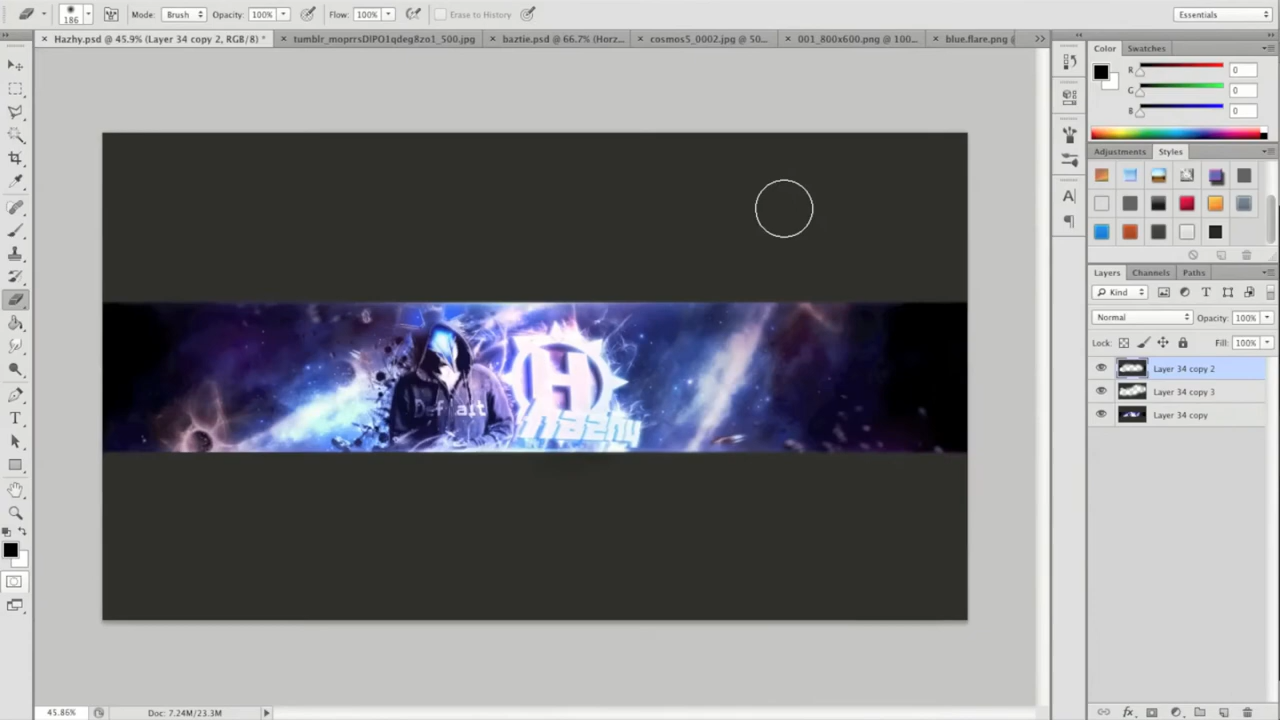 186 Mode: Brush Opacity: 100% Flow: 100% Erase to History Essentials
× Hazhy.psd @ 45.9% (Layer 34 copy 2, RGB/8) * × tumblr_moprrsDIPO1qdeg8zo1_500.jpg × baztie.psd @ 66.7% (Horz... × cosmos5_0002.jpg @ 50... × 001_800x600.png @ 100... × blue.flare.png @ >>
Color Swatches
R 0
G 0
B 0
Adjustments Styles
Layers Channels Paths
Kind
Normal Opacity: 100%
Lock: Fill: 100%
Layer 34 copy 2
Layer 34 copy 3
Layer 34 copy
H
Hazhy
45.86% Doc: 7.24M/23.3M